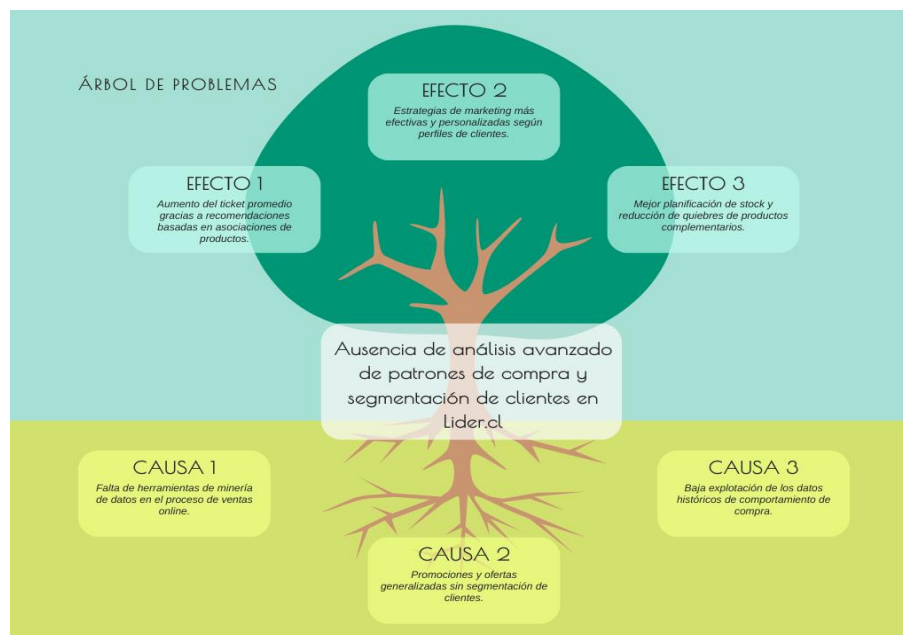 ÁRBOL DE PROBLEMAS
EFECTO 2
Estrategias de marketing más
efectivas y personalizadas según
perfiles de clientes.
EFECTO 1
Aumento del ticket promedio
gracias a recomendaciones
basadas en asociaciones de
productos.
EFECTO 3
Mejor planificación de stock y
reducción de quiebres de productos
complementarios.
Ausencia de análisis avanzado
de patrones de compra y
segmentación de clientes en
Lider.cl
CAUSA 1
Falta de herramientas de minería
de datos en el proceso de ventas
online.
CAUSA 3
Baja explotación de los datos
históricos de comportamiento de
compra.
CAUSA 2
Promociones y ofertas
generalizadas sin segmentación de
clientes.